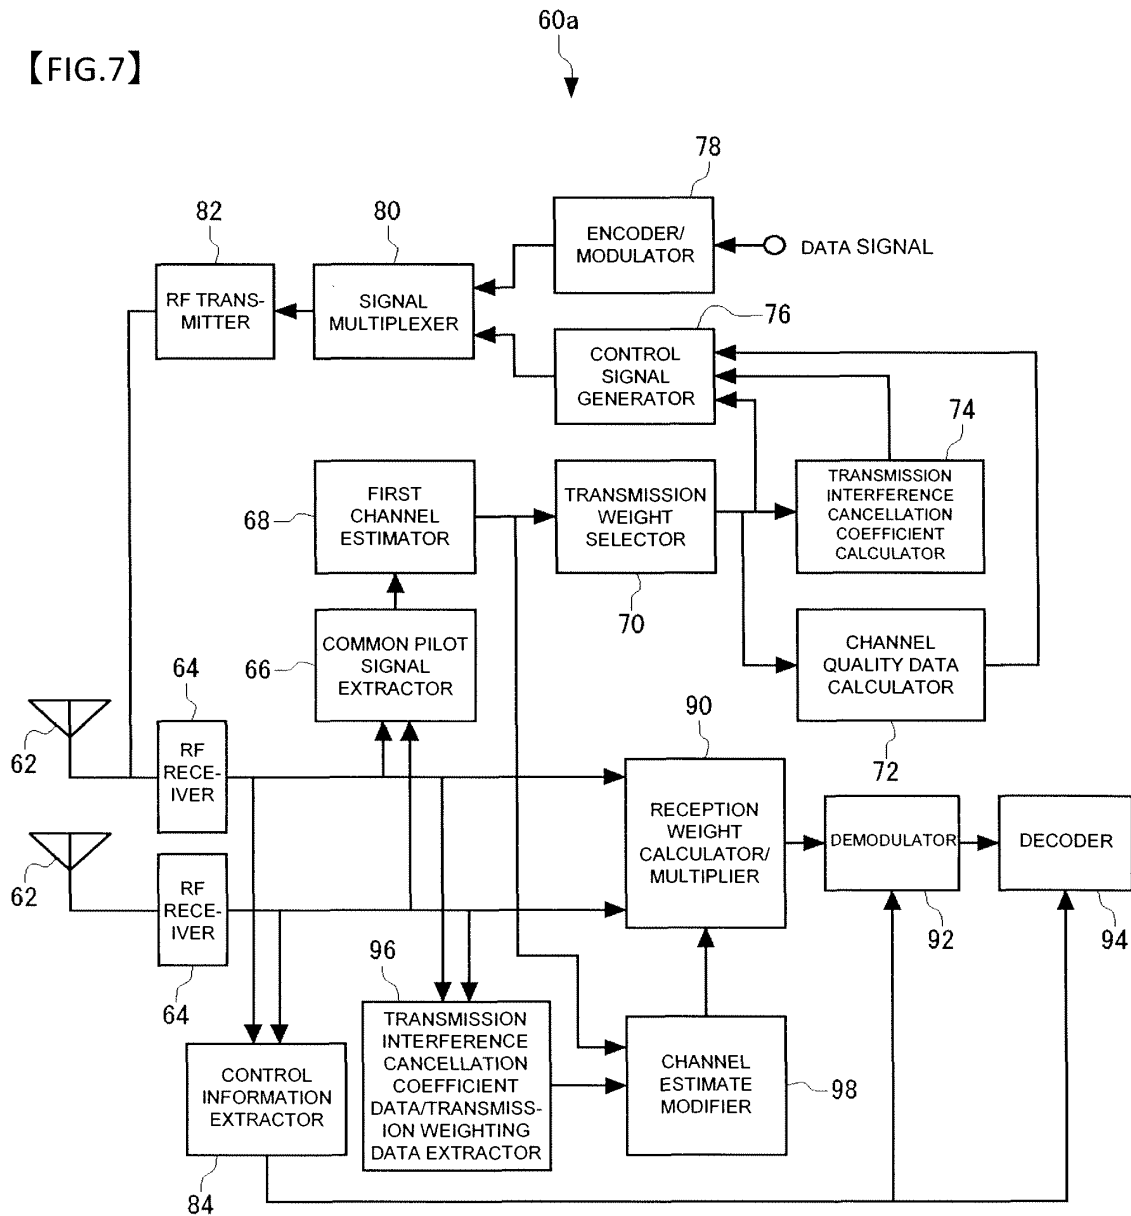 60a
【FIG.7】
78
82
80
ENCODER/
MODULATOR
DATA SIGNAL
RF TRANS-
MITTER
SIGNAL
MULTIPLEXER
76
CONTROL
SIGNAL
GENERATOR
74
68
FIRST
CHANNEL
ESTIMATOR
TRANSMISSION
WEIGHT
SELECTOR
TRANSMISSION
INTERFERENCE
CANCELLATION
COEFFICIENT
CALCULATOR
70
66
COMMON PILOT
SIGNAL
EXTRACTOR
CHANNEL
QUALITY DATA
CALCULATOR
72
64
62
RF
RECE-
IVER
90
RECEPTION
WEIGHT
CALCULATOR/
MULTIPLIER
DEMODULATOR
DECODER
92
94
62
RF
RECE-
IVER
64
96
TRANSMISSION
INTERFERENCE
CANCELLATION
COEFFICIENT
DATA/TRANSMISS-
ION WEIGHTING
DATA EXTRACTOR
CHANNEL
ESTIMATE
MODIFIER
98
CONTROL
INFORMATION
EXTRACTOR
84